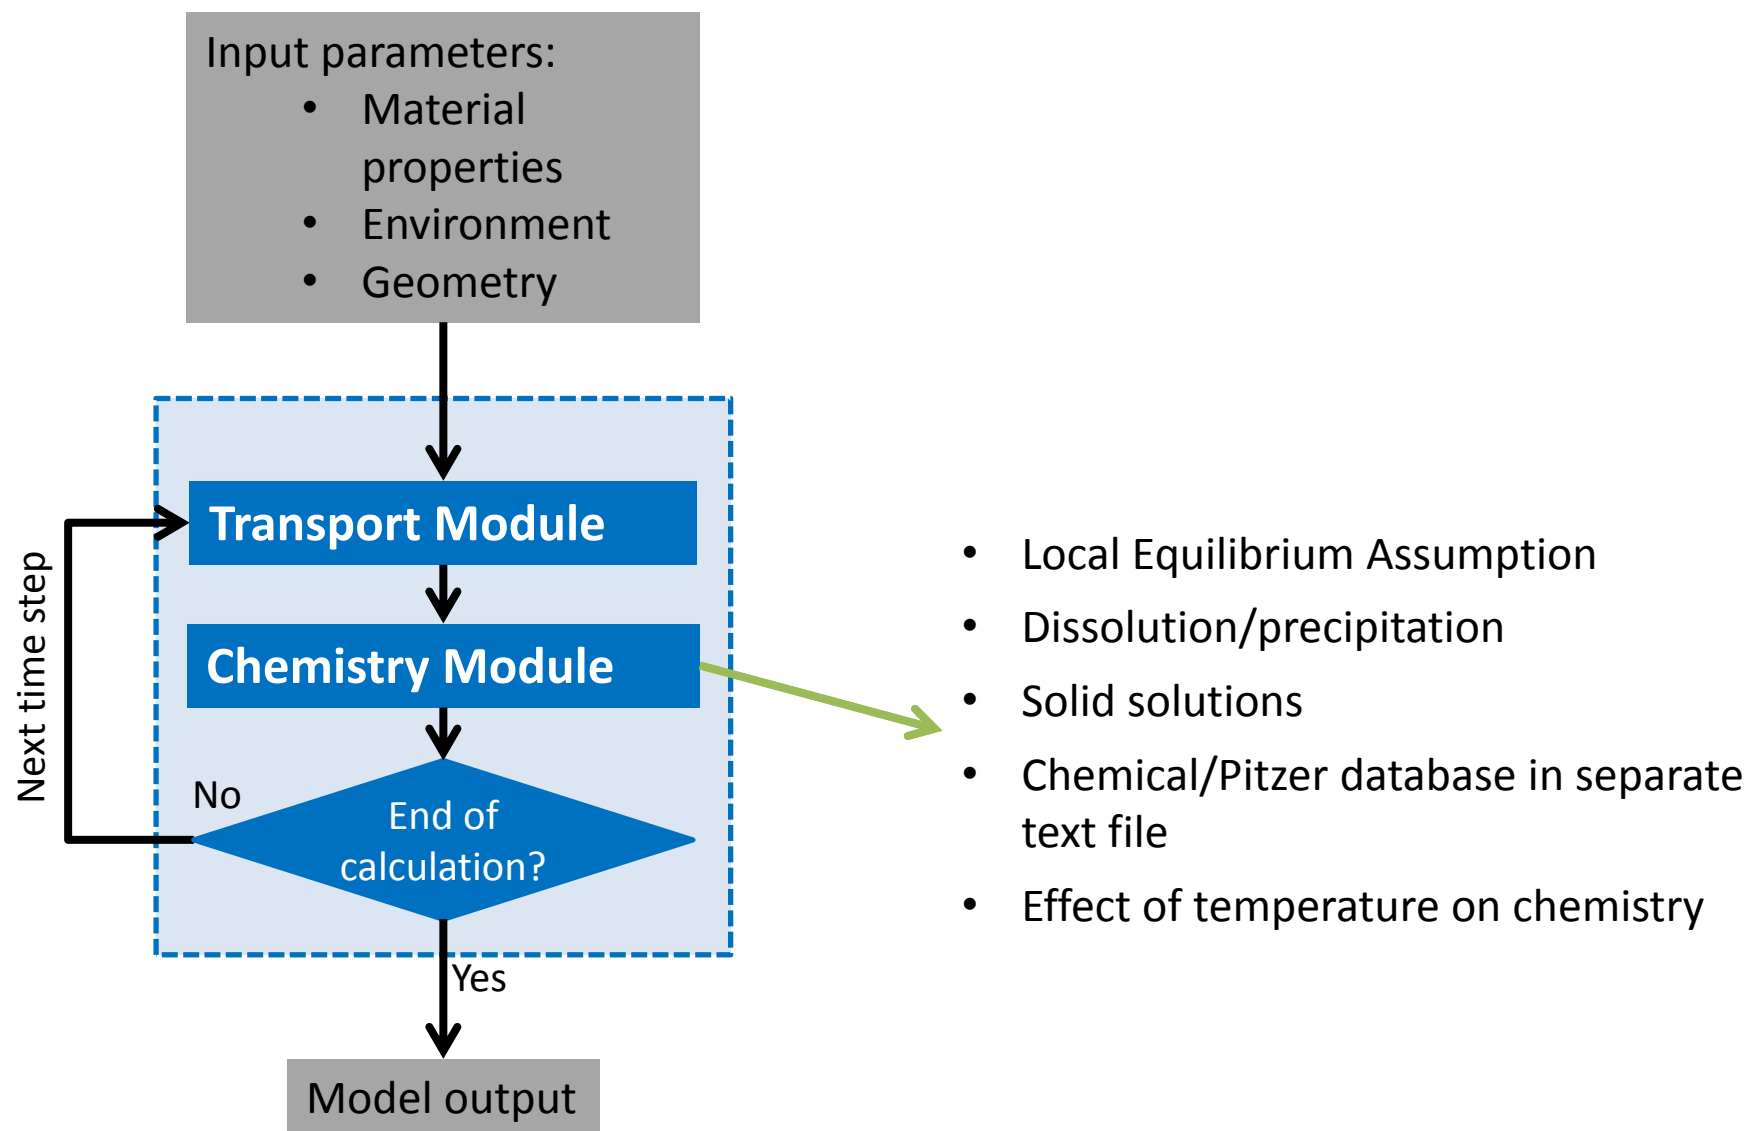 Input parameters:
• Material
properties
• Environment
• Geometry
Transport Module
Chemistry Module
Next time step
No
End of
calculation?
Yes
Model output
• Local Equilibrium Assumption
• Dissolution/precipitation
• Solid solutions
• Chemical/Pitzer database in separate
text file
• Effect of temperature on chemistry